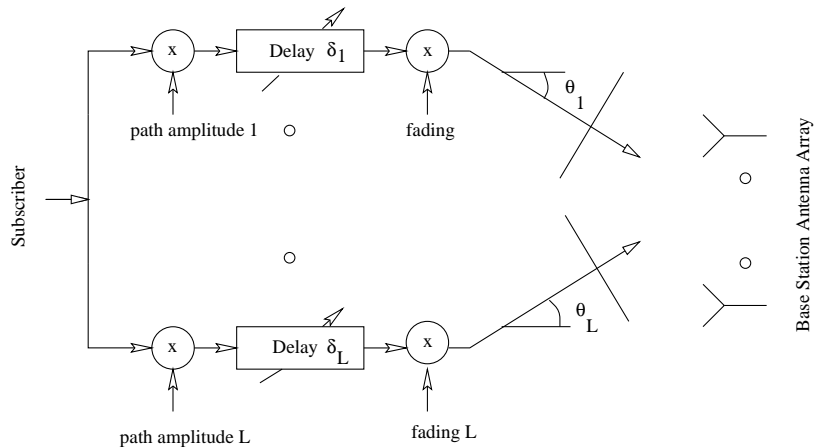 x
Delay δ1
x
θ1
path amplitude 1
fading
Subscriber
Base Station Antenna Array
θL
x
Delay δL
x
path amplitude L
fading L